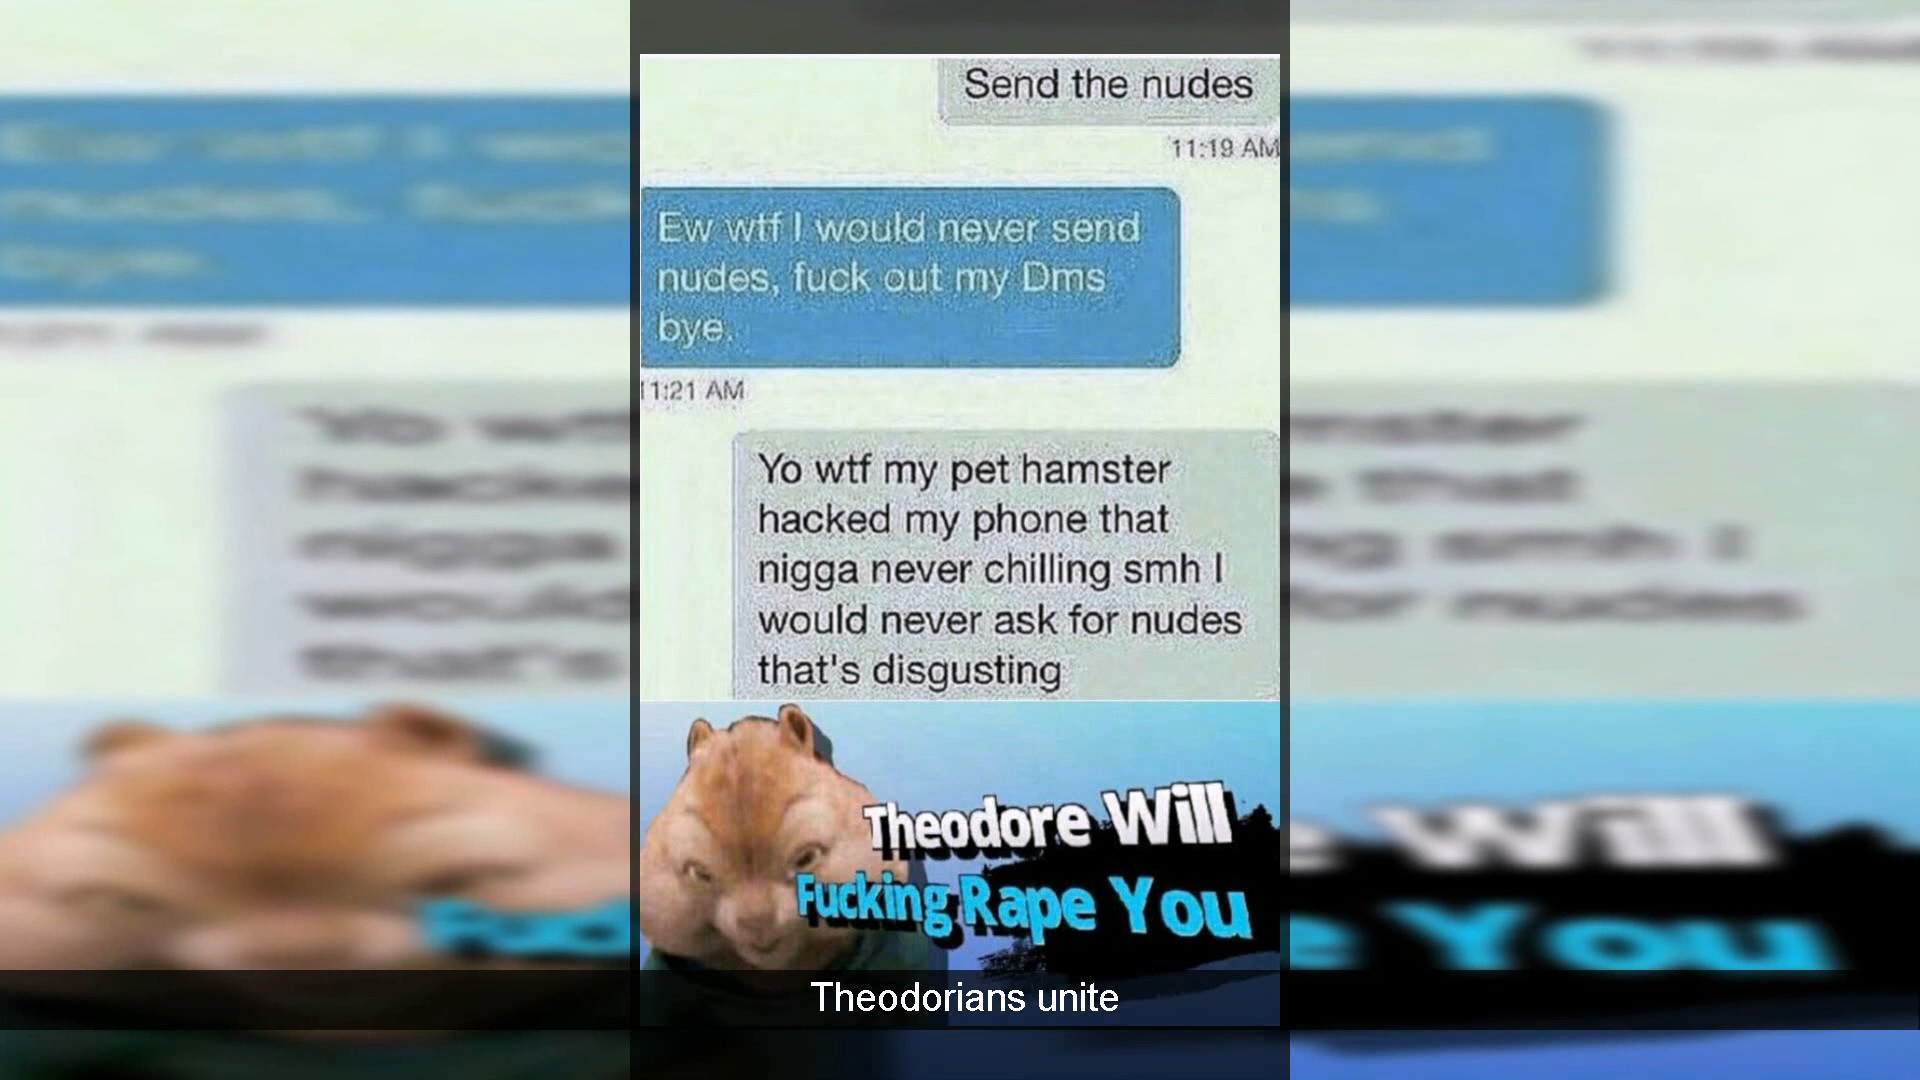 Send the nudes
11:19 AM
Ew wtf I would never send
nudes, fuck out my Dms
bye.
11:21 AM
Yo wtf my pet hamster
hacked my phone that
nigga never chilling smh I
would never ask for nudes
that's disgusting
Theodore Will
Fucking Rape You
Theodorians unite